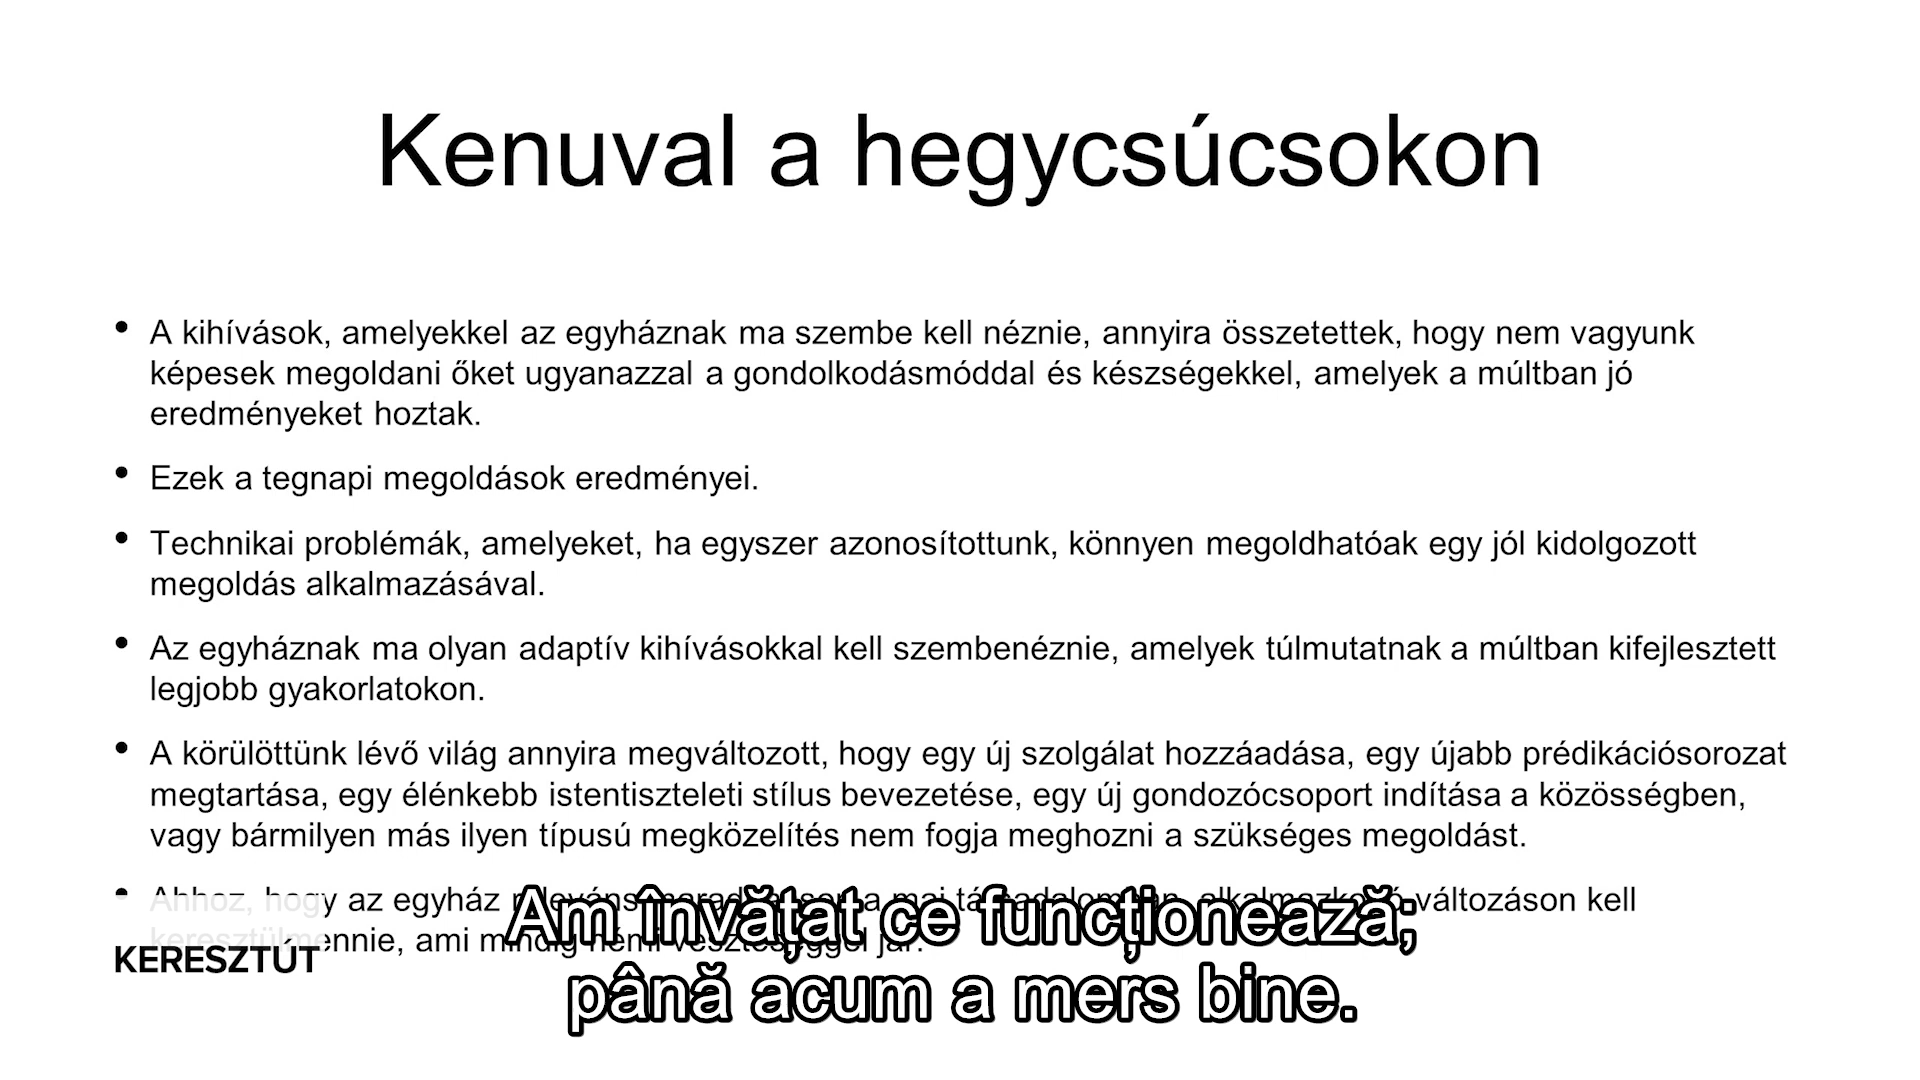 Kenuval a hegycsúcsokon
• A kihívások, amelyekkel az egyháznak ma szembe kell néznie, annyira összetettek, hogy nem vagyunk
képesek megoldani őket ugyanazzal a gondolkodásmóddal és készségekkel, amelyek a múltban jó
eredményeket hoztak.
• Ezek a tegnapi megoldások eredményei.
• Technikai problémák, amelyeket, ha egyszer azonosítottunk, könnyen megoldhatóak egy jól kidolgozott
megoldás alkalmazásával.
• Az egyháznak ma olyan adaptív kihívásokkal kell szembenéznie, amelyek túlmutatnak a múltban kifejlesztett
legjobb gyakorlatokon.
• A körülöttünk lévő világ annyira megváltozott, hogy egy új szolgálat hozzáadása, egy újabb prédikációsorozat
megtartása, egy élénkebb istentiszteleti stílus bevezetése, egy új gondozócsoport indítása a közösségben,
vagy bármilyen más ilyen típusú megközelítés nem fogja meghozni a szükséges megoldást.
• Ahhoz, hogy az egyház változáson kell
ami mindig jár.
KERESZTÚT
Am învățat ce funcționează;
până acum a mers bine.